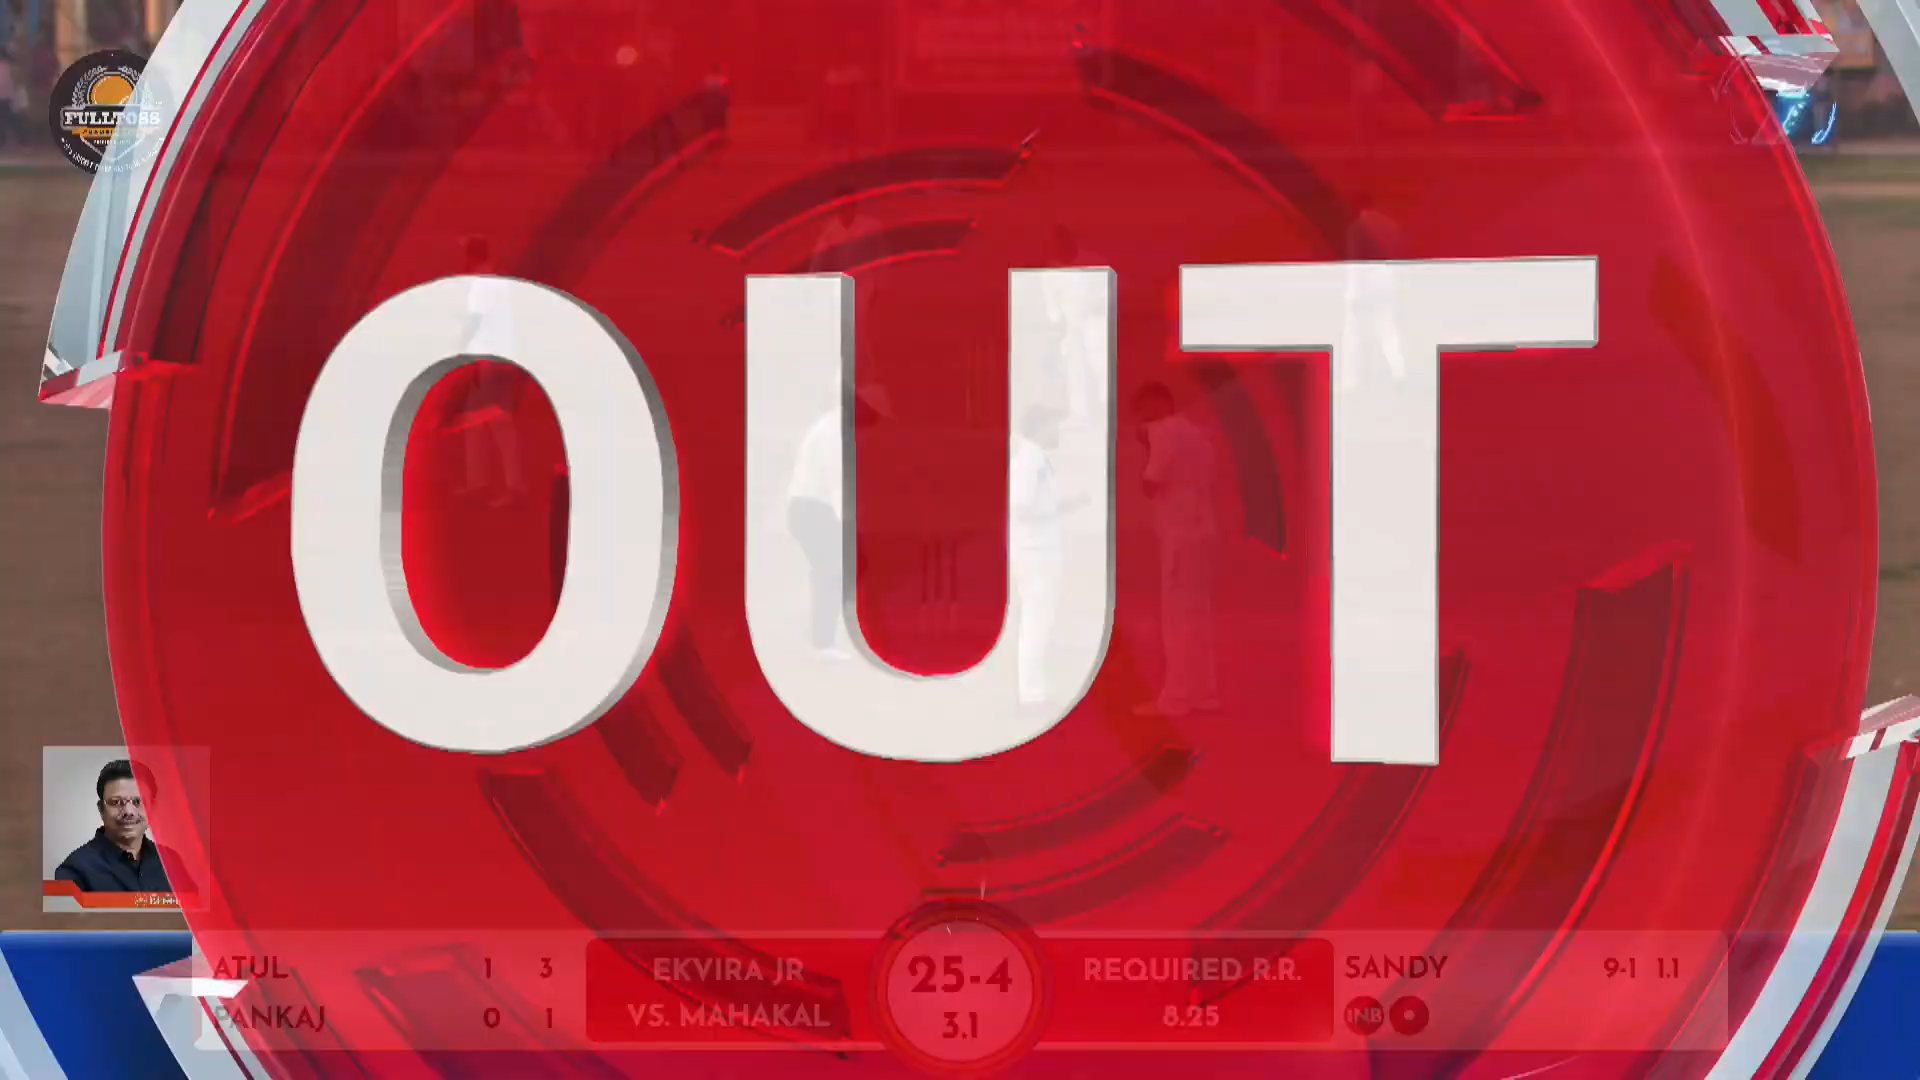 FULLTOSS
OUT
ATUL 1 3
PANKAJ 0 1
EKVIRA JR
VS. MAHAKAL
25-4
3.1
REQUIRED R.R.
8.25
SANDY 9-1 1.1
INB